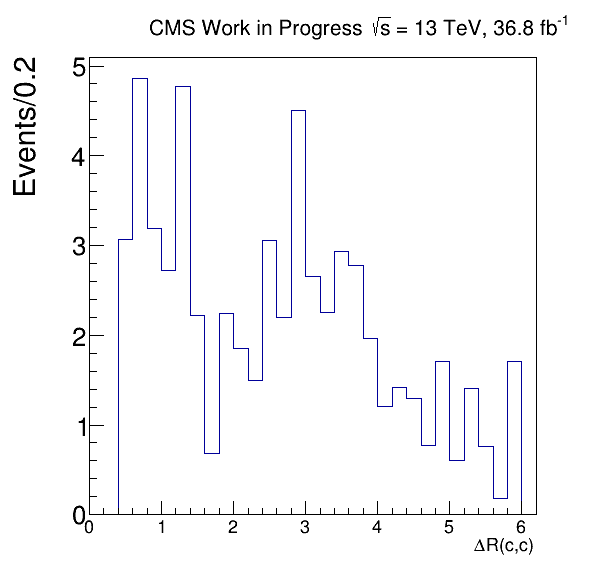 CMS Work in Progress √s = 13 TeV, 36.8 fb⁻¹
Events/0.2
5
4
3
2
1
0
0 1 2 3 4 5 6
ΔR(c,c)